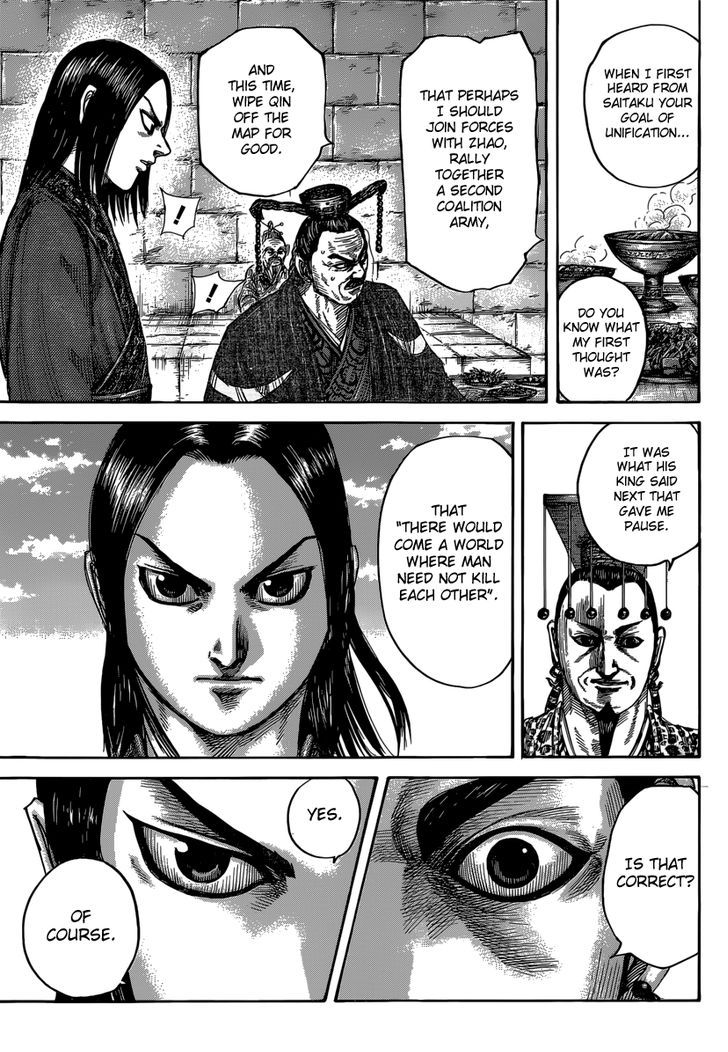 WHEN I FIRST
HEARD FROM
SAITAKU YOUR
GOAL OF
UNIFICATION...
DO YOU
KNOW WHAT
MY FIRST
THOUGHT
WAS?
THAT PERHAPS
I SHOULD
JOIN FORCES
WITH ZHAO,
RALLY
TOGETHER
A SECOND
COALITION
ARMY,
AND
THIS TIME,
WIPE QIN
OFF THE
MAP FOR
GOOD.
!
!
IT WAS
WHAT HIS
KING SAID
NEXT THAT
GAVE ME
PAUSE.
THAT
"THERE WOULD
COME A WORLD
WHERE MAN
NEED NOT KILL
EACH OTHER".
IS THAT
CORRECT?
YES.
OF
COURSE.